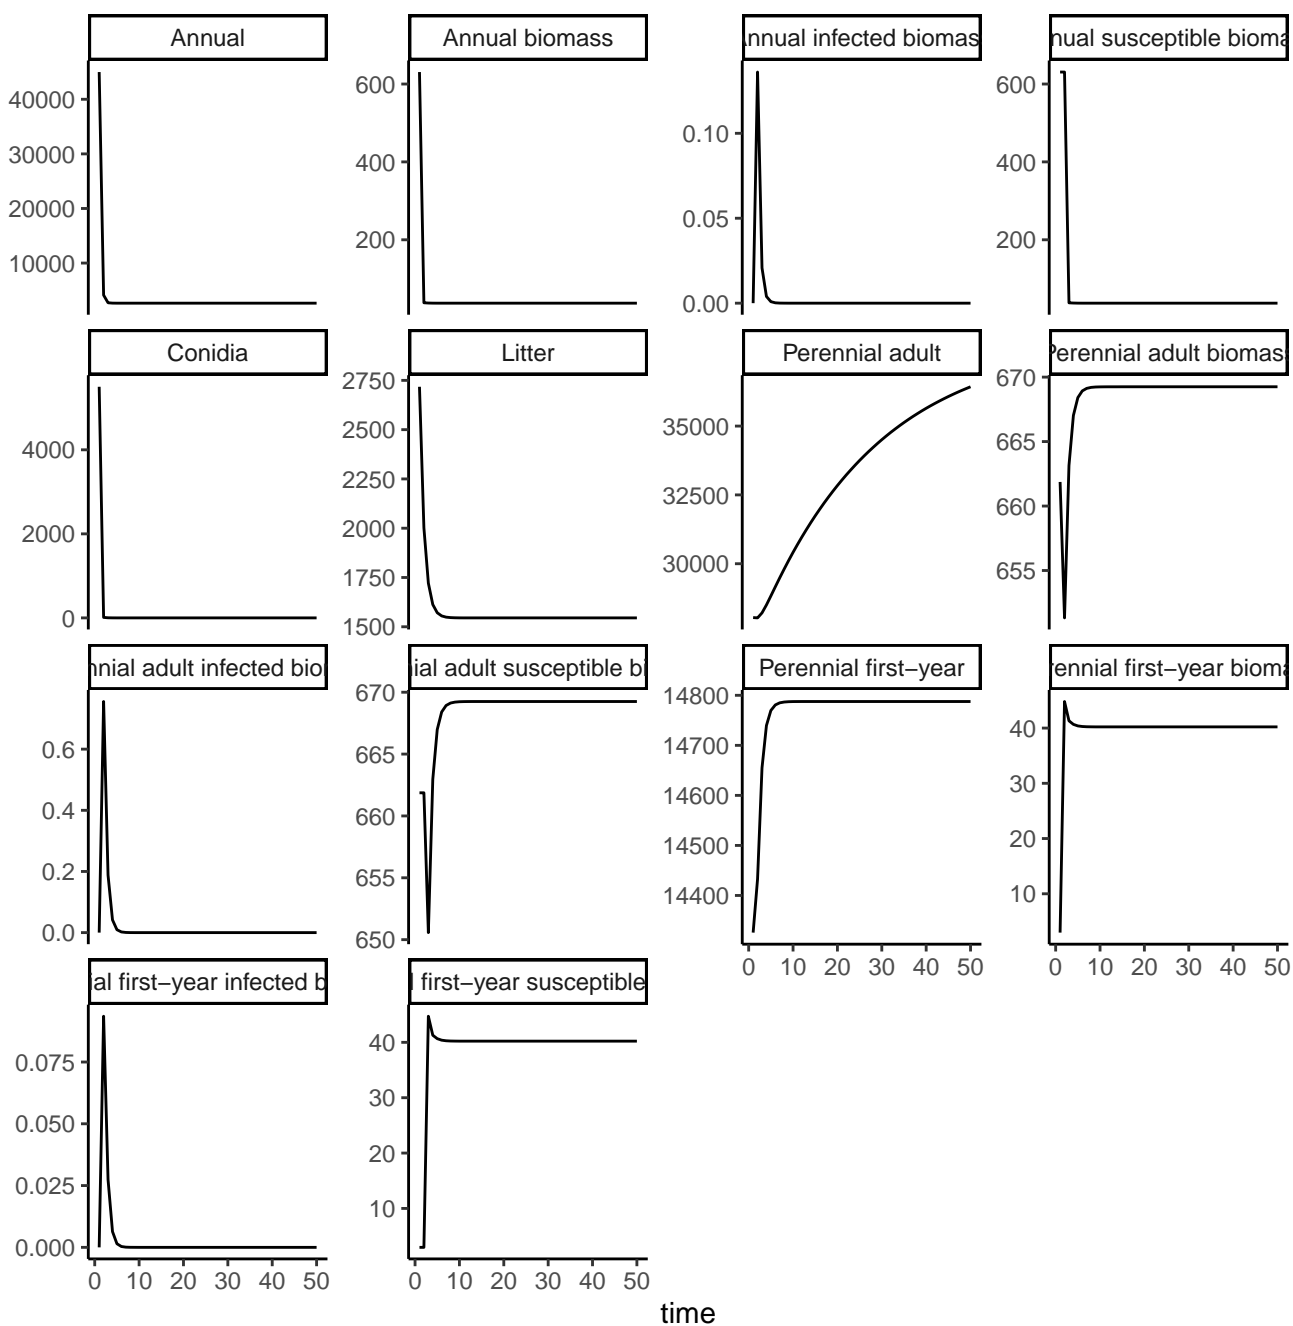 Annual
Annual biomass
nnual infected biomas
nual susceptible bioma
40000
30000
20000
10000
600
400
200
0.10
0.05
0.00
600
400
200
Conidia
Litter
Perennial adult
Perennial adult biomass
4000
2000
0
2750
2500
2250
2000
1750
1500
35000
32500
30000
670
665
660
655
nnial adult infected bio
ial adult susceptible bi
Perennial first−year
rennial first−year bioma
0.6
0.4
0.2
0.0
670
665
660
655
650
14800
14700
14600
14500
14400
40
30
20
10
0 10 20 30 40 50
0 10 20 30 40 50
ial first−year infected b
l first−year susceptible
0.075
0.050
0.025
0.000
40
30
20
10
0 10 20 30 40 50
0 10 20 30 40 50
time